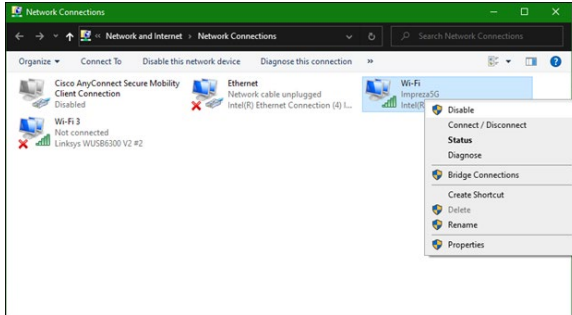 Network Connections
« Network and Internet › Network Connections
Search Network Connections
Organize Connect To Disable this network device Diagnose this connection »
Cisco AnyConnect Secure Mobility
Client Connection
Disabled
Ethernet
Network cable unplugged
Intel(R) Ethernet Connection (4) I...
Wi-Fi
Impreza5G
Intel(R)
Wi-Fi 3
Not connected
Linksys WUSB6300 V2 #2
Disable
Connect / Disconnect
Status
Diagnose
Bridge Connections
Create Shortcut
Delete
Rename
Properties